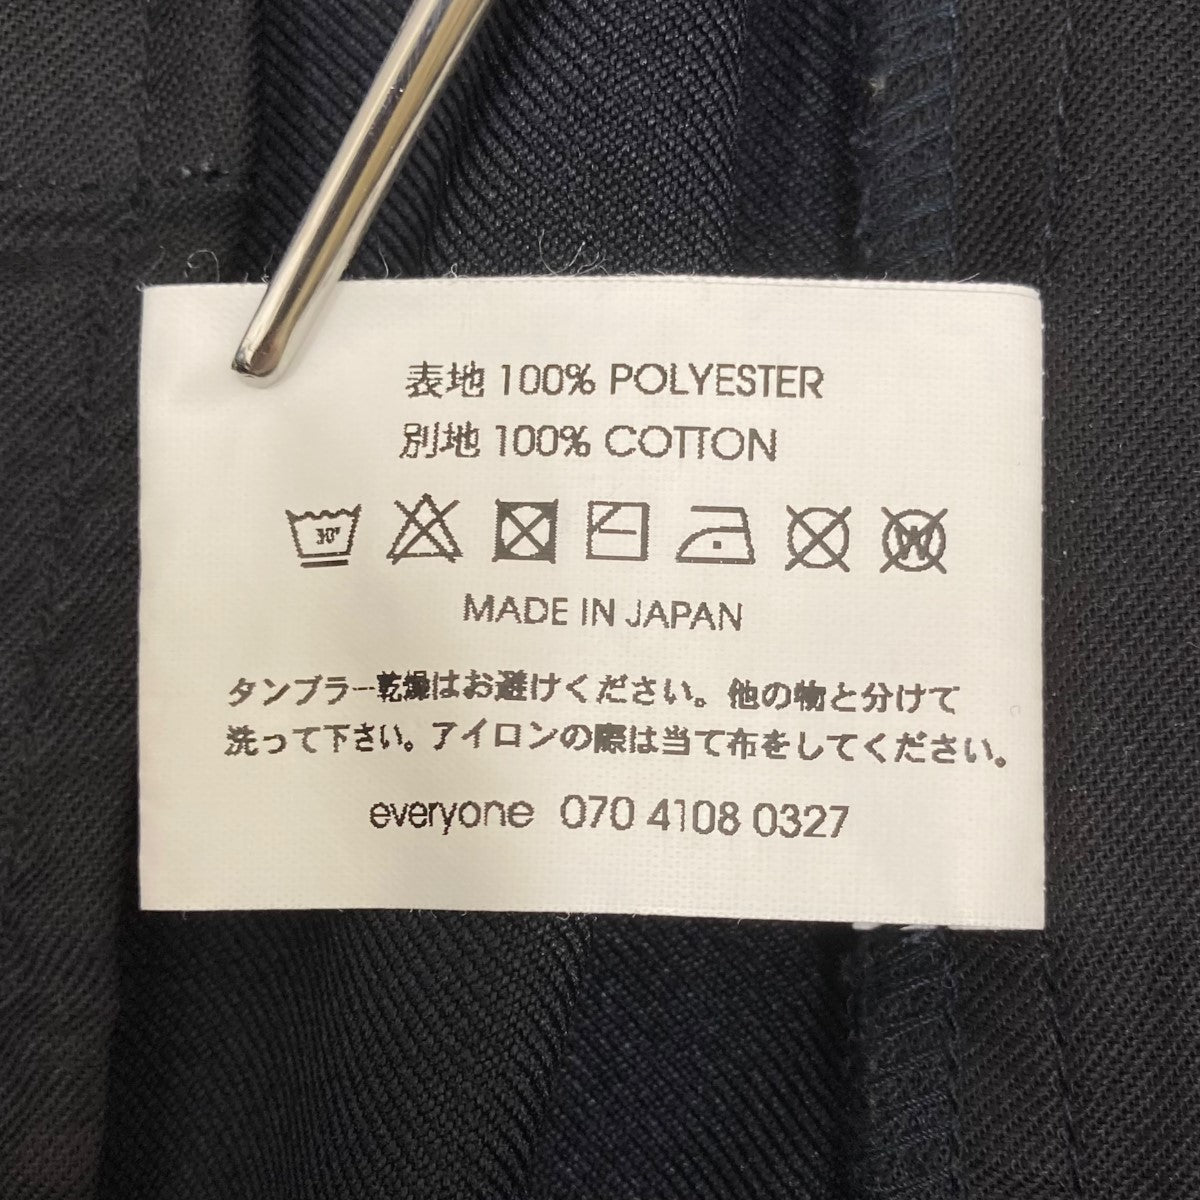 表地 100% POLYESTER
別地 100% COTTON
30°
W
MADE IN JAPAN
タンブラー乾燥はお避けください。他の物と分けて
洗って下さい。アイロンの際は当て布をしてください。
everyone 070 4108 0327